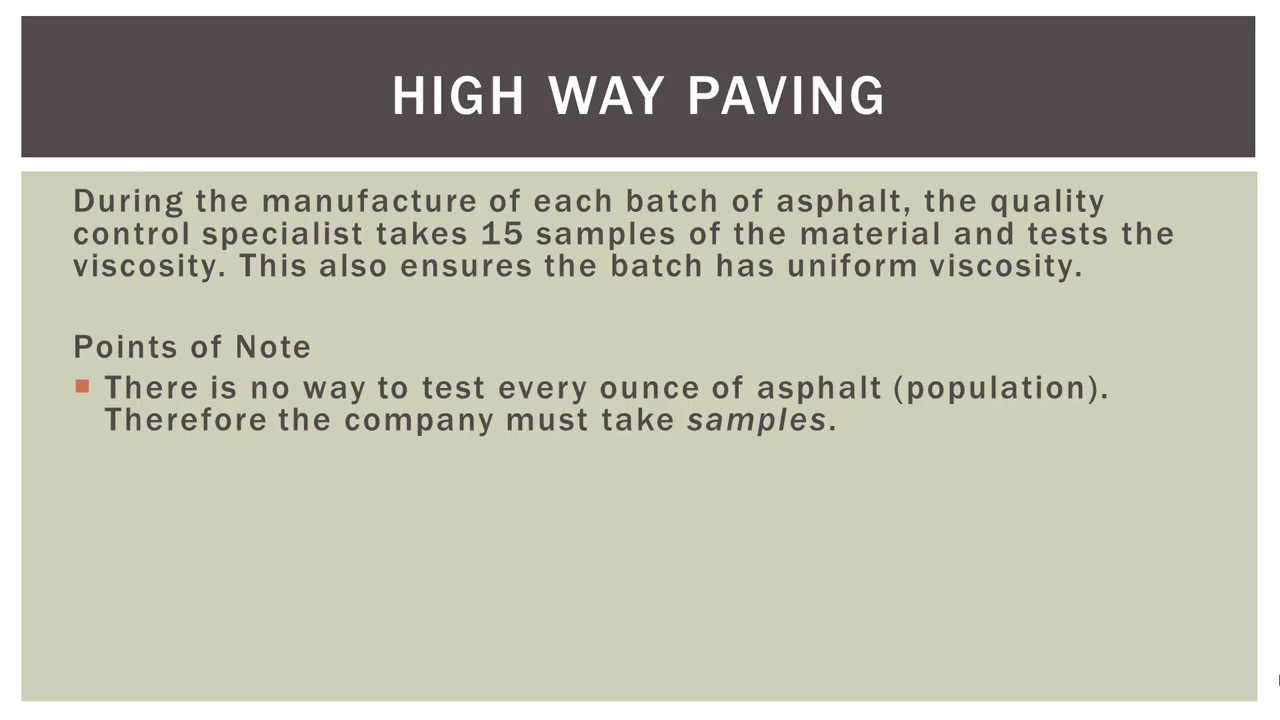 HIGH WAY PAVING
During the manufacture of each batch of asphalt, the quality
control specialist takes 15 samples of the material and tests the
viscosity. This also ensures the batch has uniform viscosity.
Points of Note
There is no way to test every ounce of asphalt (population).
Therefore the company must take samples.